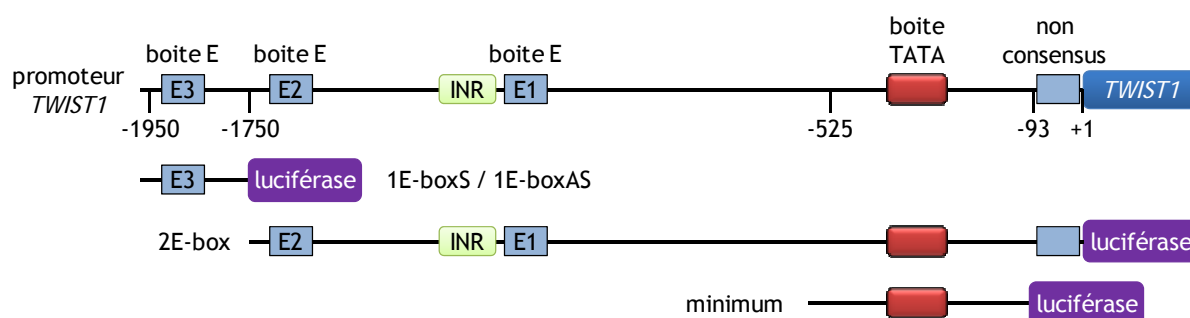 boite E
boite E
boite E
boite
TATA
non
consensus
promoteur
TWIST1
E3
E2
INR
E1
TWIST1
-1950
-1750
-525
-93
+1
E3
luciférase
1E-boxS / 1E-boxAS
2E-box
E2
INR
E1
luciférase
minimum
luciférase